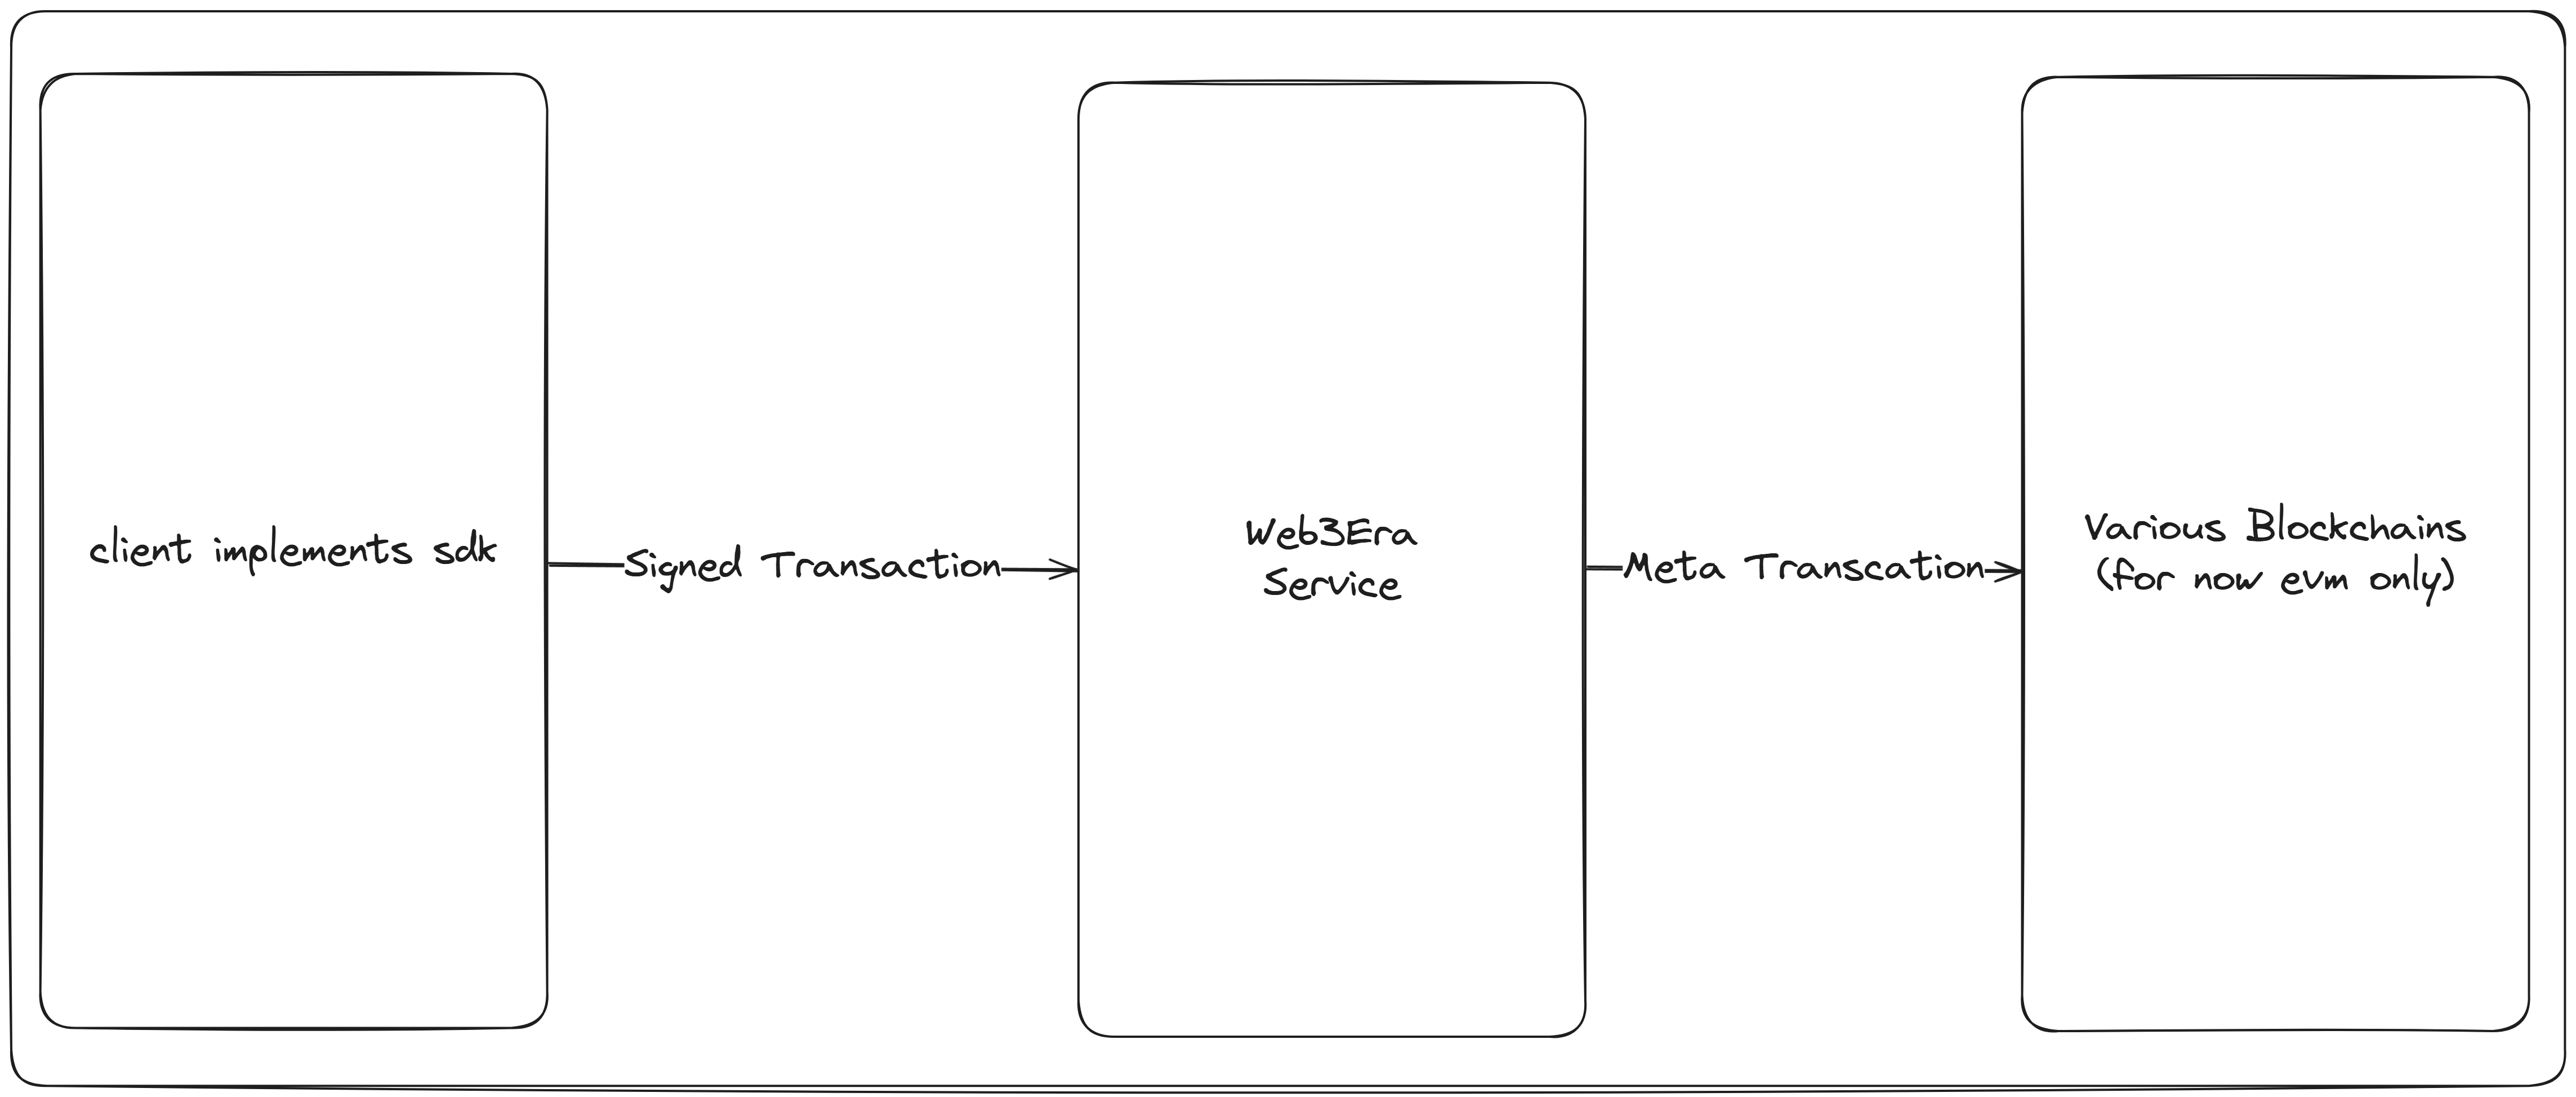 client implements sdk
Signed Transaction
Web3Era
Service
Meta Transcation
Various Blockchains
(for now evm only)